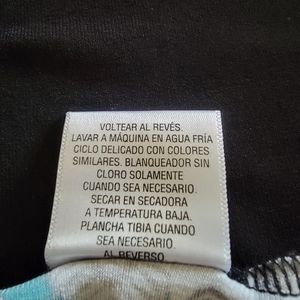 VOLTEAR AL REVÉS.
LAVAR A MÁQUINA EN AGUA FRÍA
CICLO DELICADO CON COLORES
SIMILARES. BLANQUEADOR SIN
CLORO SOLAMENTE
CUANDO SEA NECESARIO.
SECAR EN SECADORA
A TEMPERATURA BAJA.
PLANCHA TIBIA CUANDO
SEA NECESARIO.
AL REVERSO